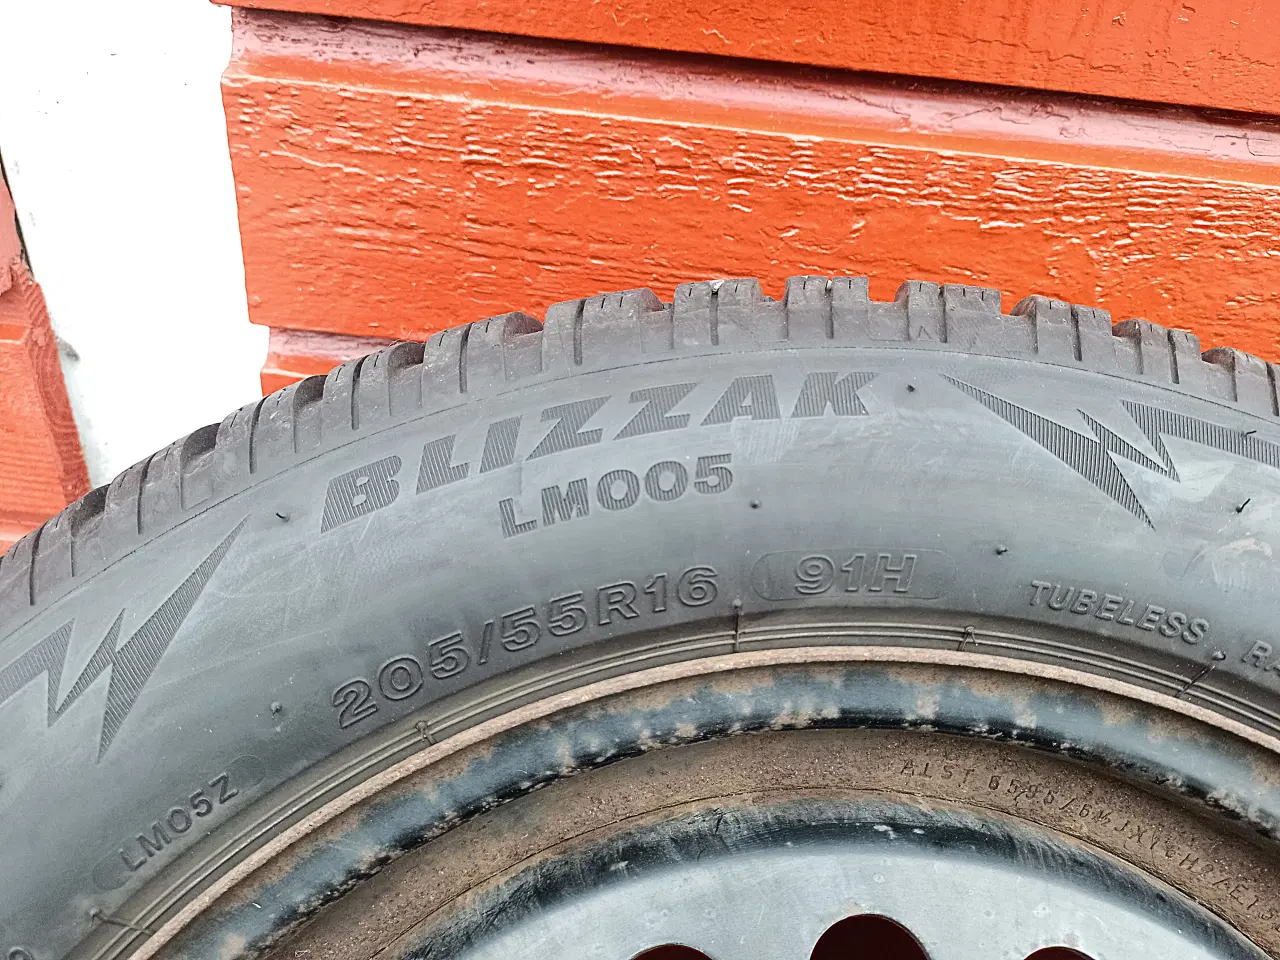 BLIZZAK
LM005
205/55R16 91H
TUBELESS
LM05Z